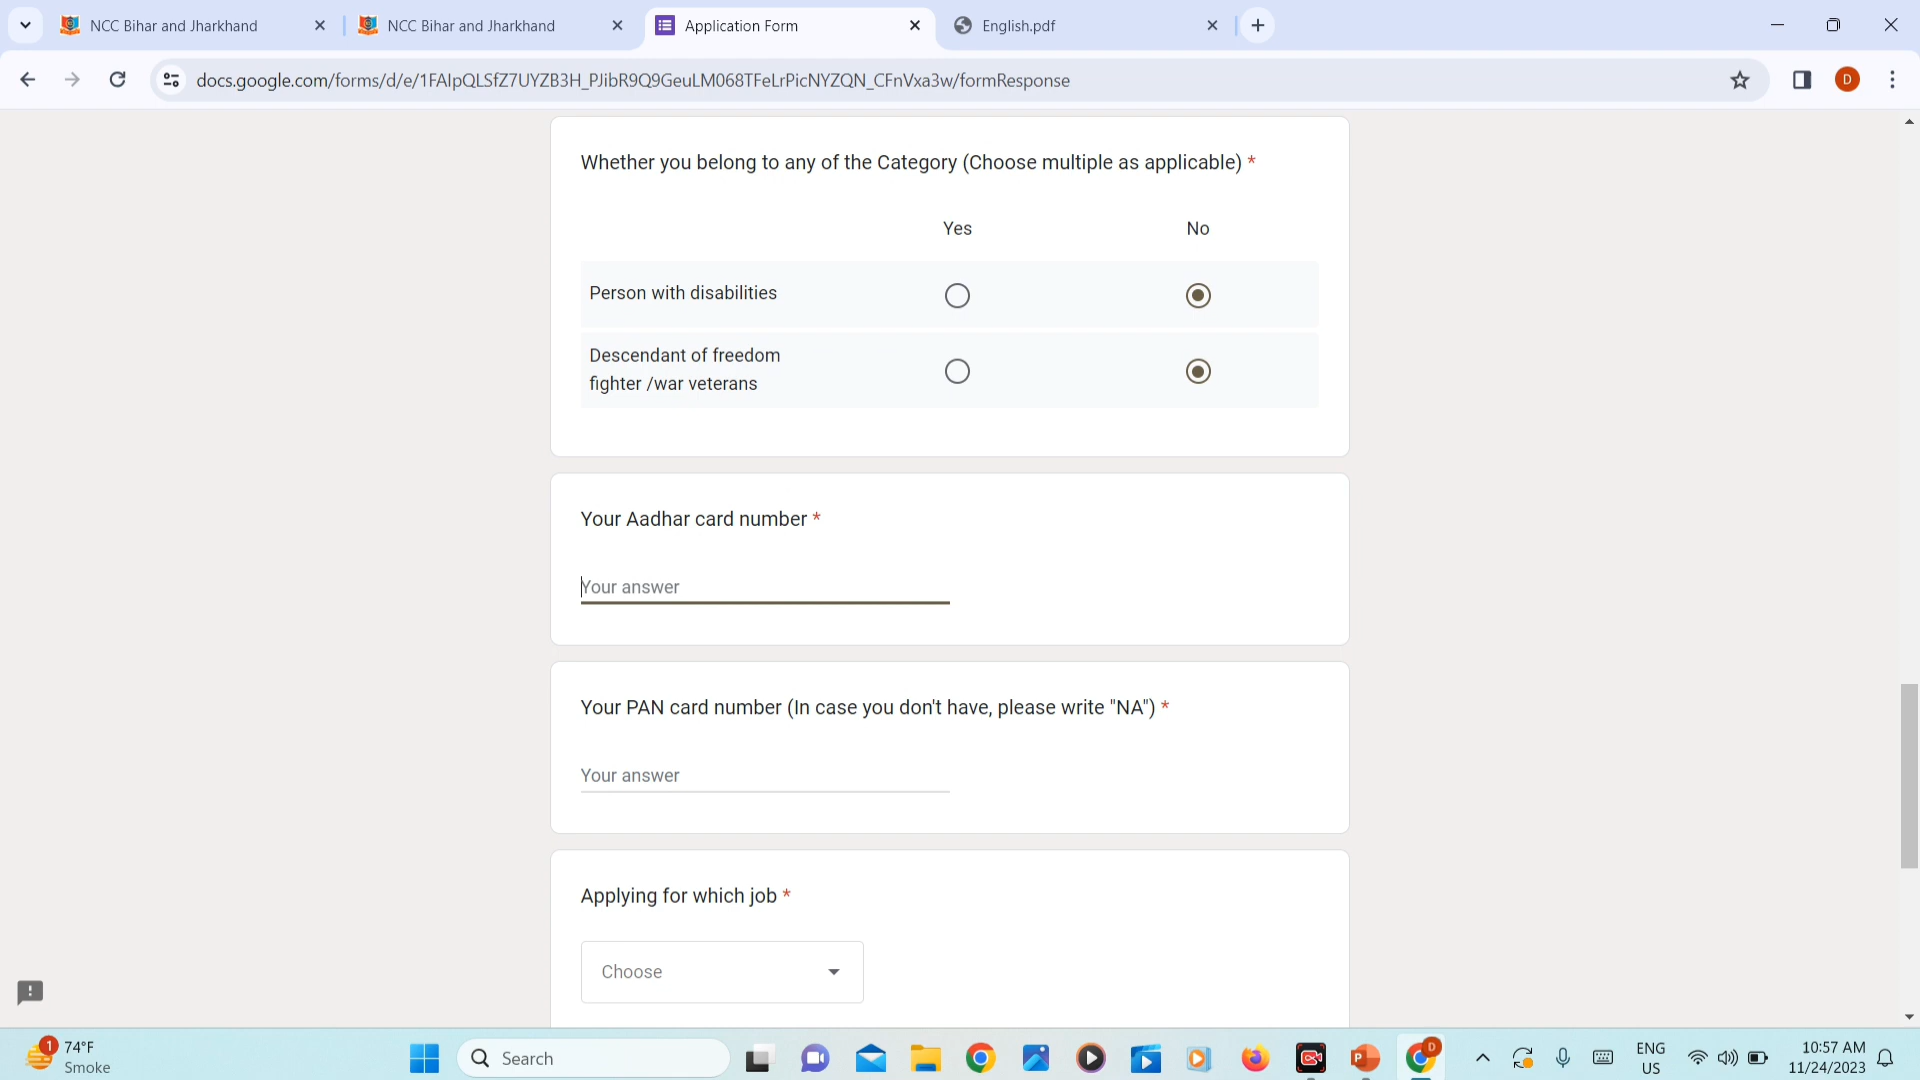 NCC Bihar and Jharkhand
NCC Bihar and Jharkhand
Application Form
English.pdf
docs.google.com/forms/d/e/1FAIpQLSfZ7UYZB3H_PJibR9Q9GeuLM068TFeLrPicNYZQN_CFnVxa3w/formResponse
D
Whether you belong to any of the Category (Choose multiple as applicable) *
Yes No
Person with disabilities
Descendant of freedom
fighter /war veterans
Your Aadhar card number *
Your answer
Your PAN card number (In case you don't have, please write "NA") *
Your answer
Applying for which job *
Choose
1
74°F
Smoke
Search
D
ENG
US
10:57 AM
11/24/2023